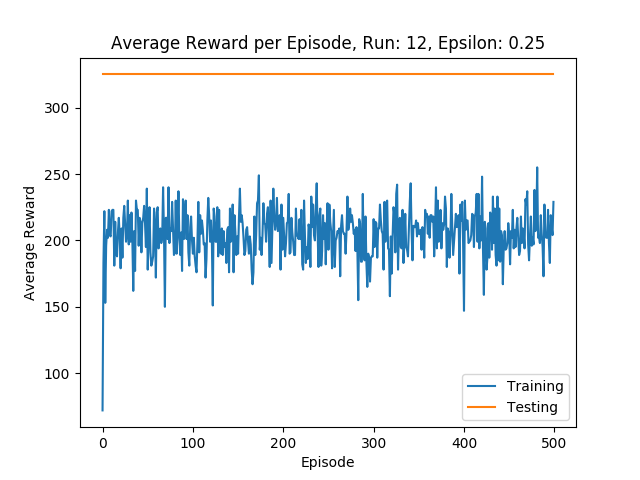 Average Reward per Episode, Run: 12, Epsilon: 0.25
Average Reward
300
250
200
150
100
0 100 200 300 400 500
Episode
Training
Testing